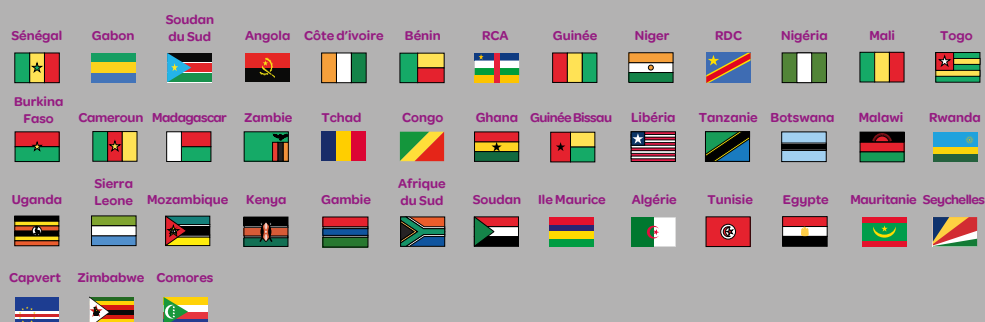 Sénégal Gabon Soudan du Sud Angola Côte d'ivoire Bénin RCA Guinée Niger RDC Nigéria Mali Togo
Burkina Faso Cameroun Madagascar Zambie Tchad Congo Ghana Guinée Bissau Libéria Tanzanie Botswana Malawi Rwanda
Uganda Sierra Leone Mozambique Kenya Gambie Afrique du Sud Soudan Ile Maurice Algérie Tunisie Egypte Mauritanie Seychelles
Capvert Zimbabwe Comores